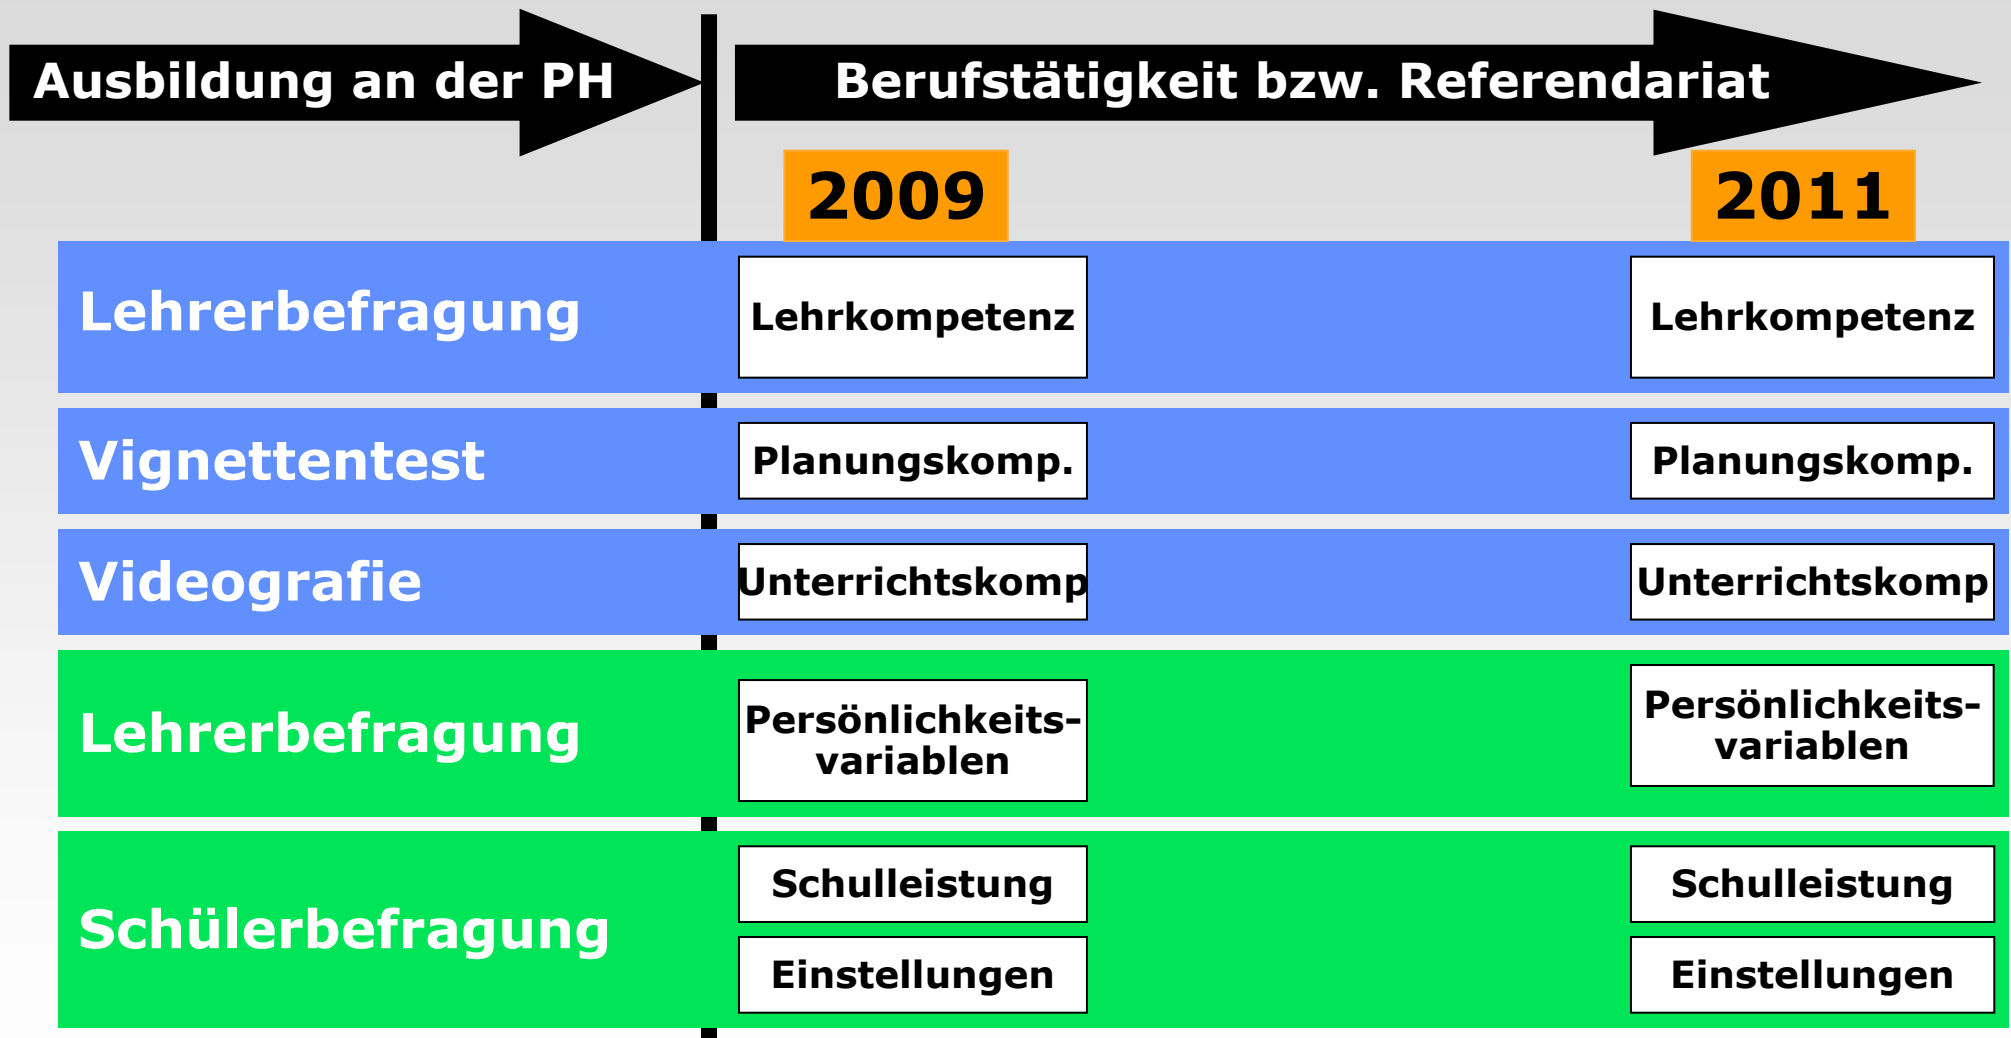 Ausbildung an der PH
Berufstätigkeit bzw. Referendariat
2009
2011
Lehrerbefragung
Lehrkompetenz
Lehrkompetenz
Vignettentest
Planungskomp.
Planungskomp.
Videografie
Unterrichtskomp
Unterrichtskomp
Lehrerbefragung
Persönlichkeits-
variablen
Persönlichkeits-
variablen
Schülerbefragung
Schulleistung
Schulleistung
Einstellungen
Einstellungen